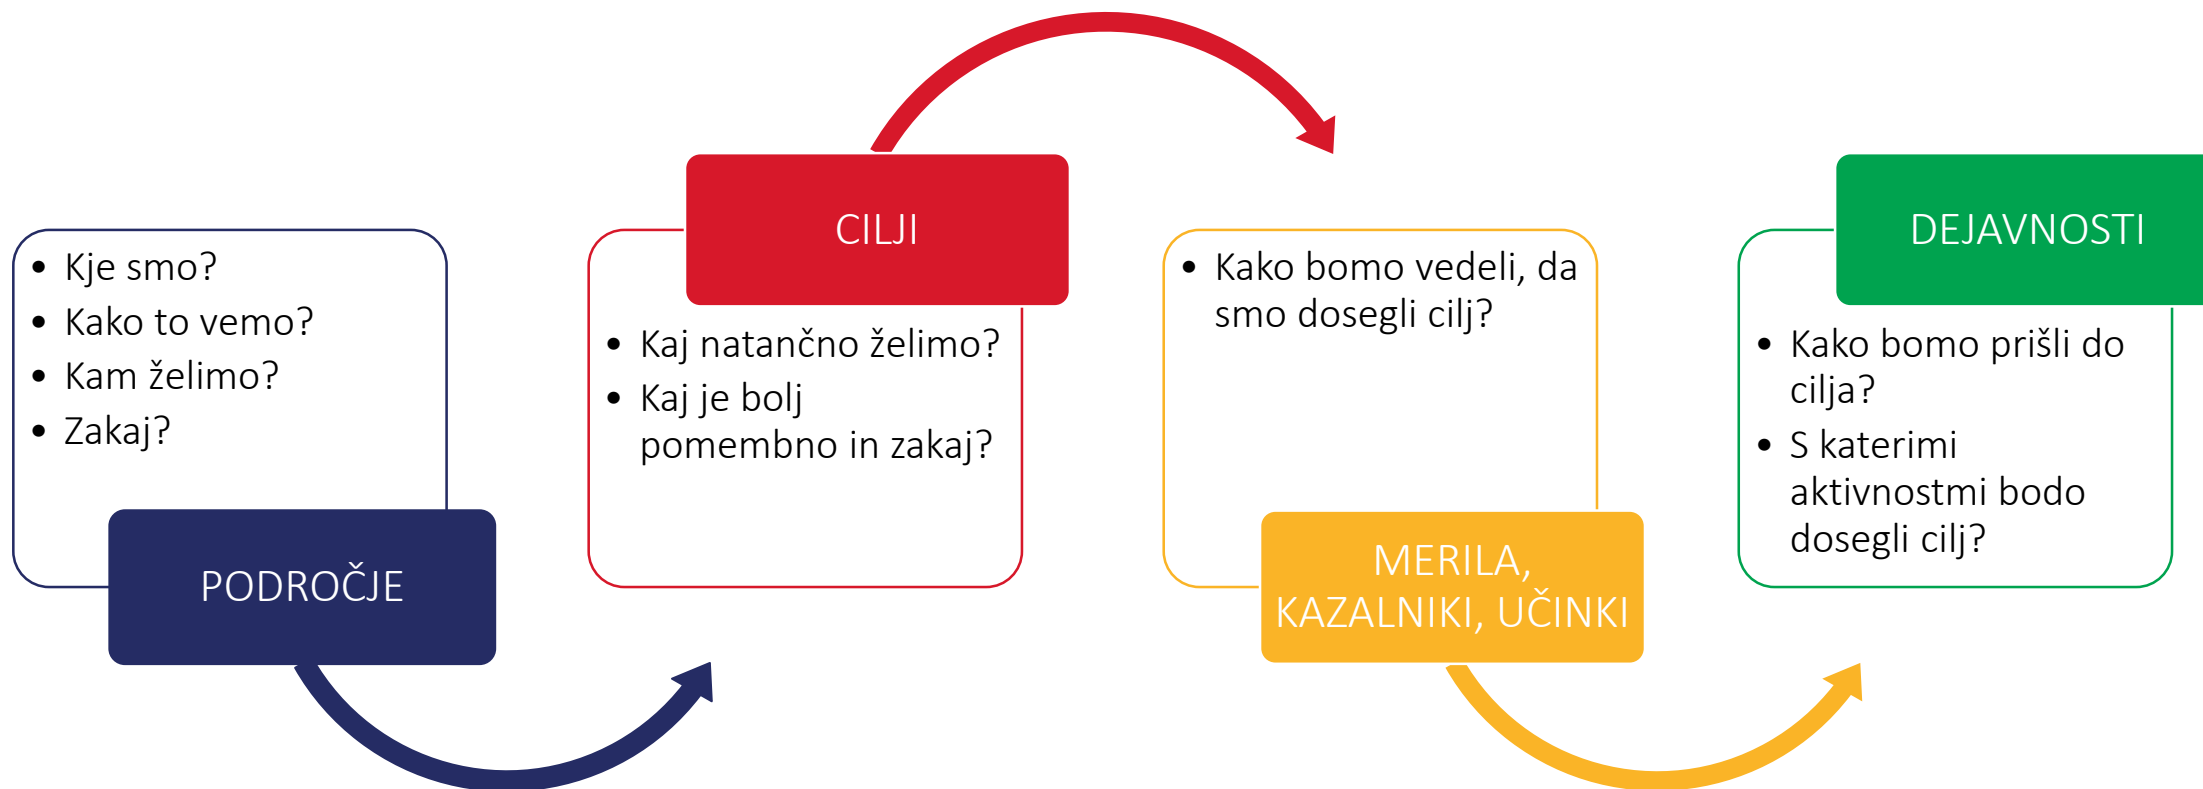 • Kje smo?
• Kako to vemo?
• Kam želimo?
• Zakaj?
PODROČJE
CILJI
• Kaj natančno želimo?
• Kaj je bolj
pomembno in zakaj?
• Kako bomo vedeli, da
smo dosegli cilj?
MERILA,
KAZALNIKI, UČINKI
DEJAVNOSTI
• Kako bomo prišli do
cilja?
• S katerimi
aktivnostmi bodo
dosegli cilj?